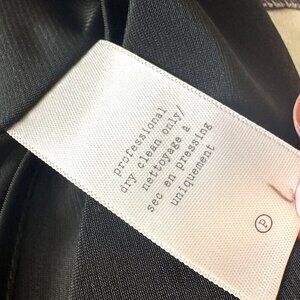 professional
dry clean only/
nettoyage à
sec en pressing
uniquement
P